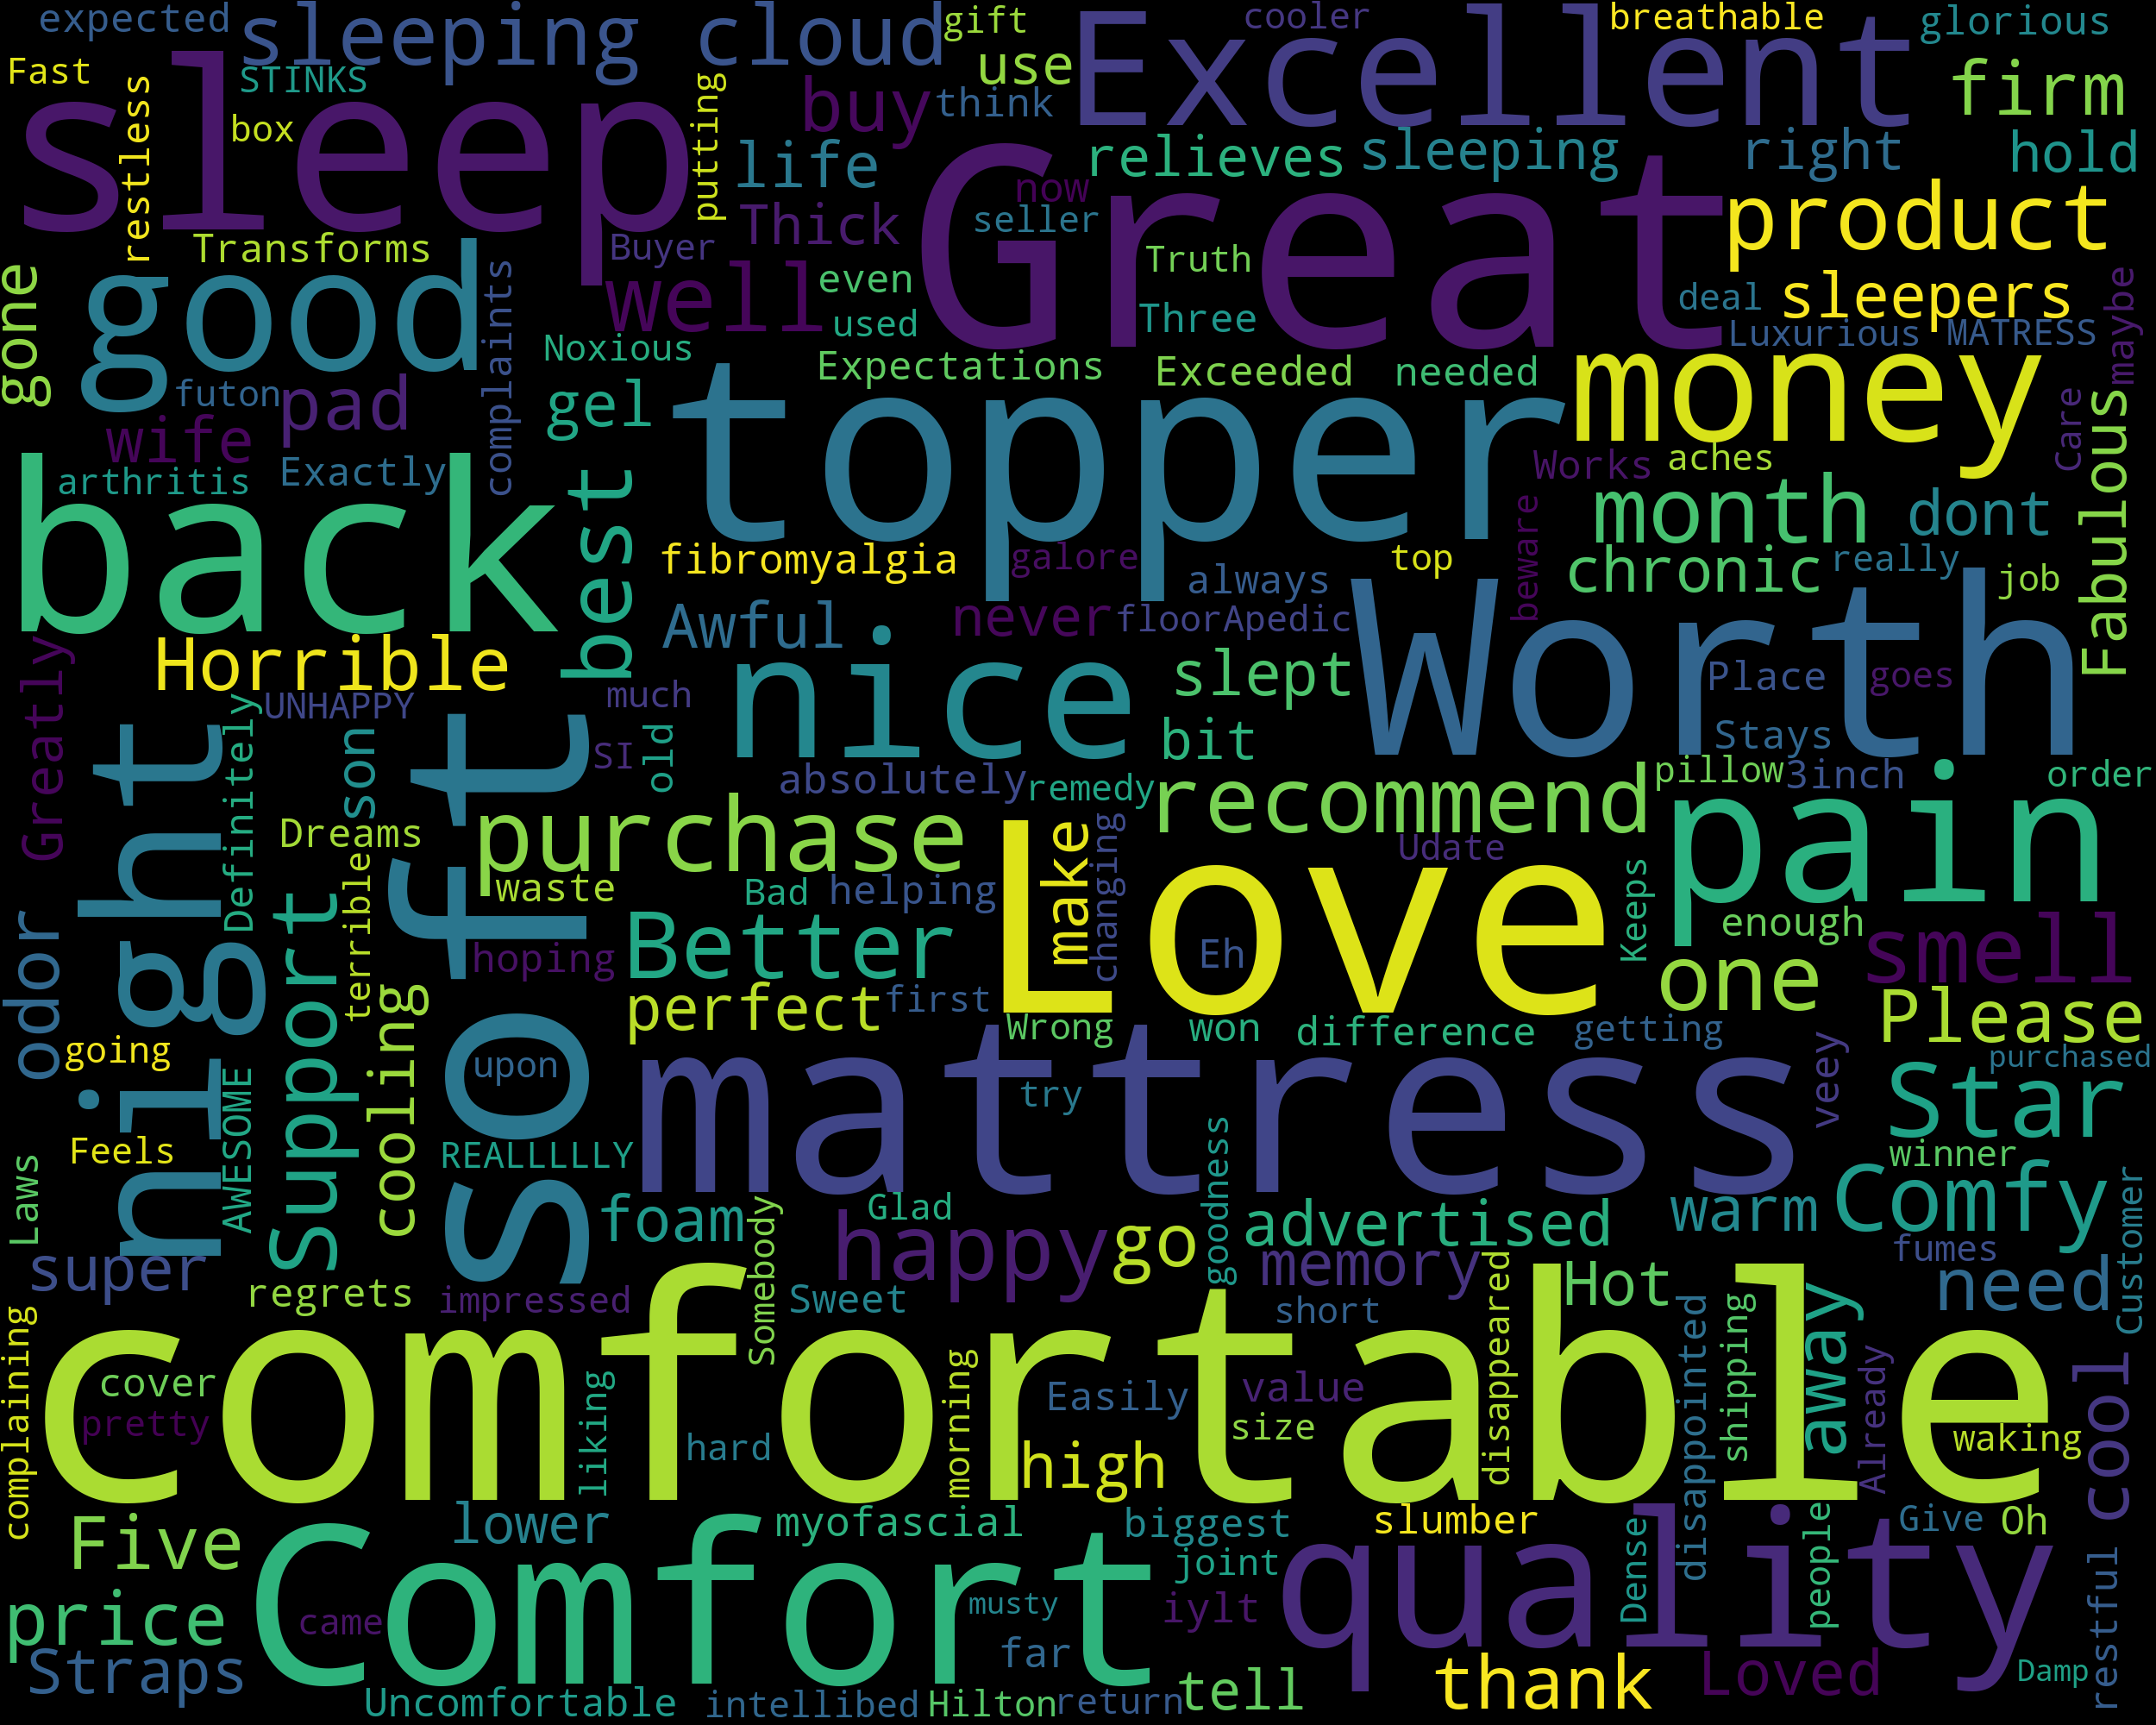 expected
sleeping cloud
gift
cooler
Excellent
breathable
glorious
Fast
STINKS
use
firm
sleep
restless
box
putting
buy
think
life
relieves
sleeping
right
hold
Great
Thick
now
seller
product
Transforms
Buyer
Truth
good
complaints
well
even
used
Three
deal
sleepers
gone
maybe
Luxurious
MATRESS
Noxious
Expectations
Exceeded
needed
money
futon
pad
gel
topper
wife
Care
Fabulous
arthritis
Exactly
Works
aches
back
best
month
dont
beware
fibromyalgia
galore
top
chronic
really
always
job
Awful
never
floorApedic
Worth
Horrible
nice
slept
Place
goes
Greatly
UNHAPPY
much
Definitely
son
SI
old
bit
Stays
night
soft
absolutely
remedy
pillow
3inch
order
Dreams
purchase
recommend
pain
Love
make
changing
Udate
terrible
waste
Bad
helping
Keeps
enough
Support
Better
hoping
Eh
smell
odor
cooling
perfect
first
one
Please
going
Wrong
won
difference
getting
upon
mattress
try
veey
purchased
Star
AWESOME
Feels
REALLLLLY
goodness
winner
Laws
foam
Glad
happy
go
advertised
warm
Comfy
Customer
super
Somebody
memory
fumes
regrets
impressed
Sweet
short
disappeared
Hot
disappointed
shipping
away
need
complaining
comfortable
cover
liking
morning
Easily
value
Already
cool
pretty
hard
high
size
waking
Five
lower
myofascial
biggest
slumber
Dense
people
Give
Oh
Comfort
joint
quality
restful
price
came
musty
iylt
Straps
far
tell
thank
Loved
Damp
Uncomfortable
intellibed
Hilton
return